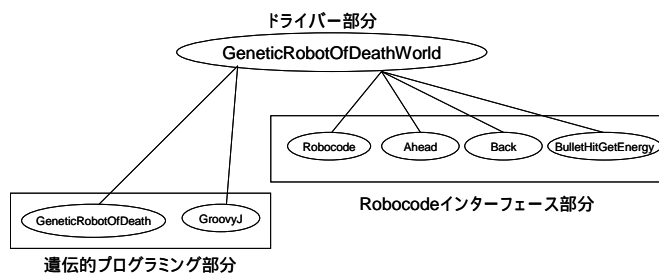 ドライバー部分
GeneticRobotOfDeathWorld
Robocode
Ahead
Back
BulletHitGetEnergy
Robocodeインターフェース部分
GeneticRobotOfDeath
GroovyJ
遺伝的プログラミング部分